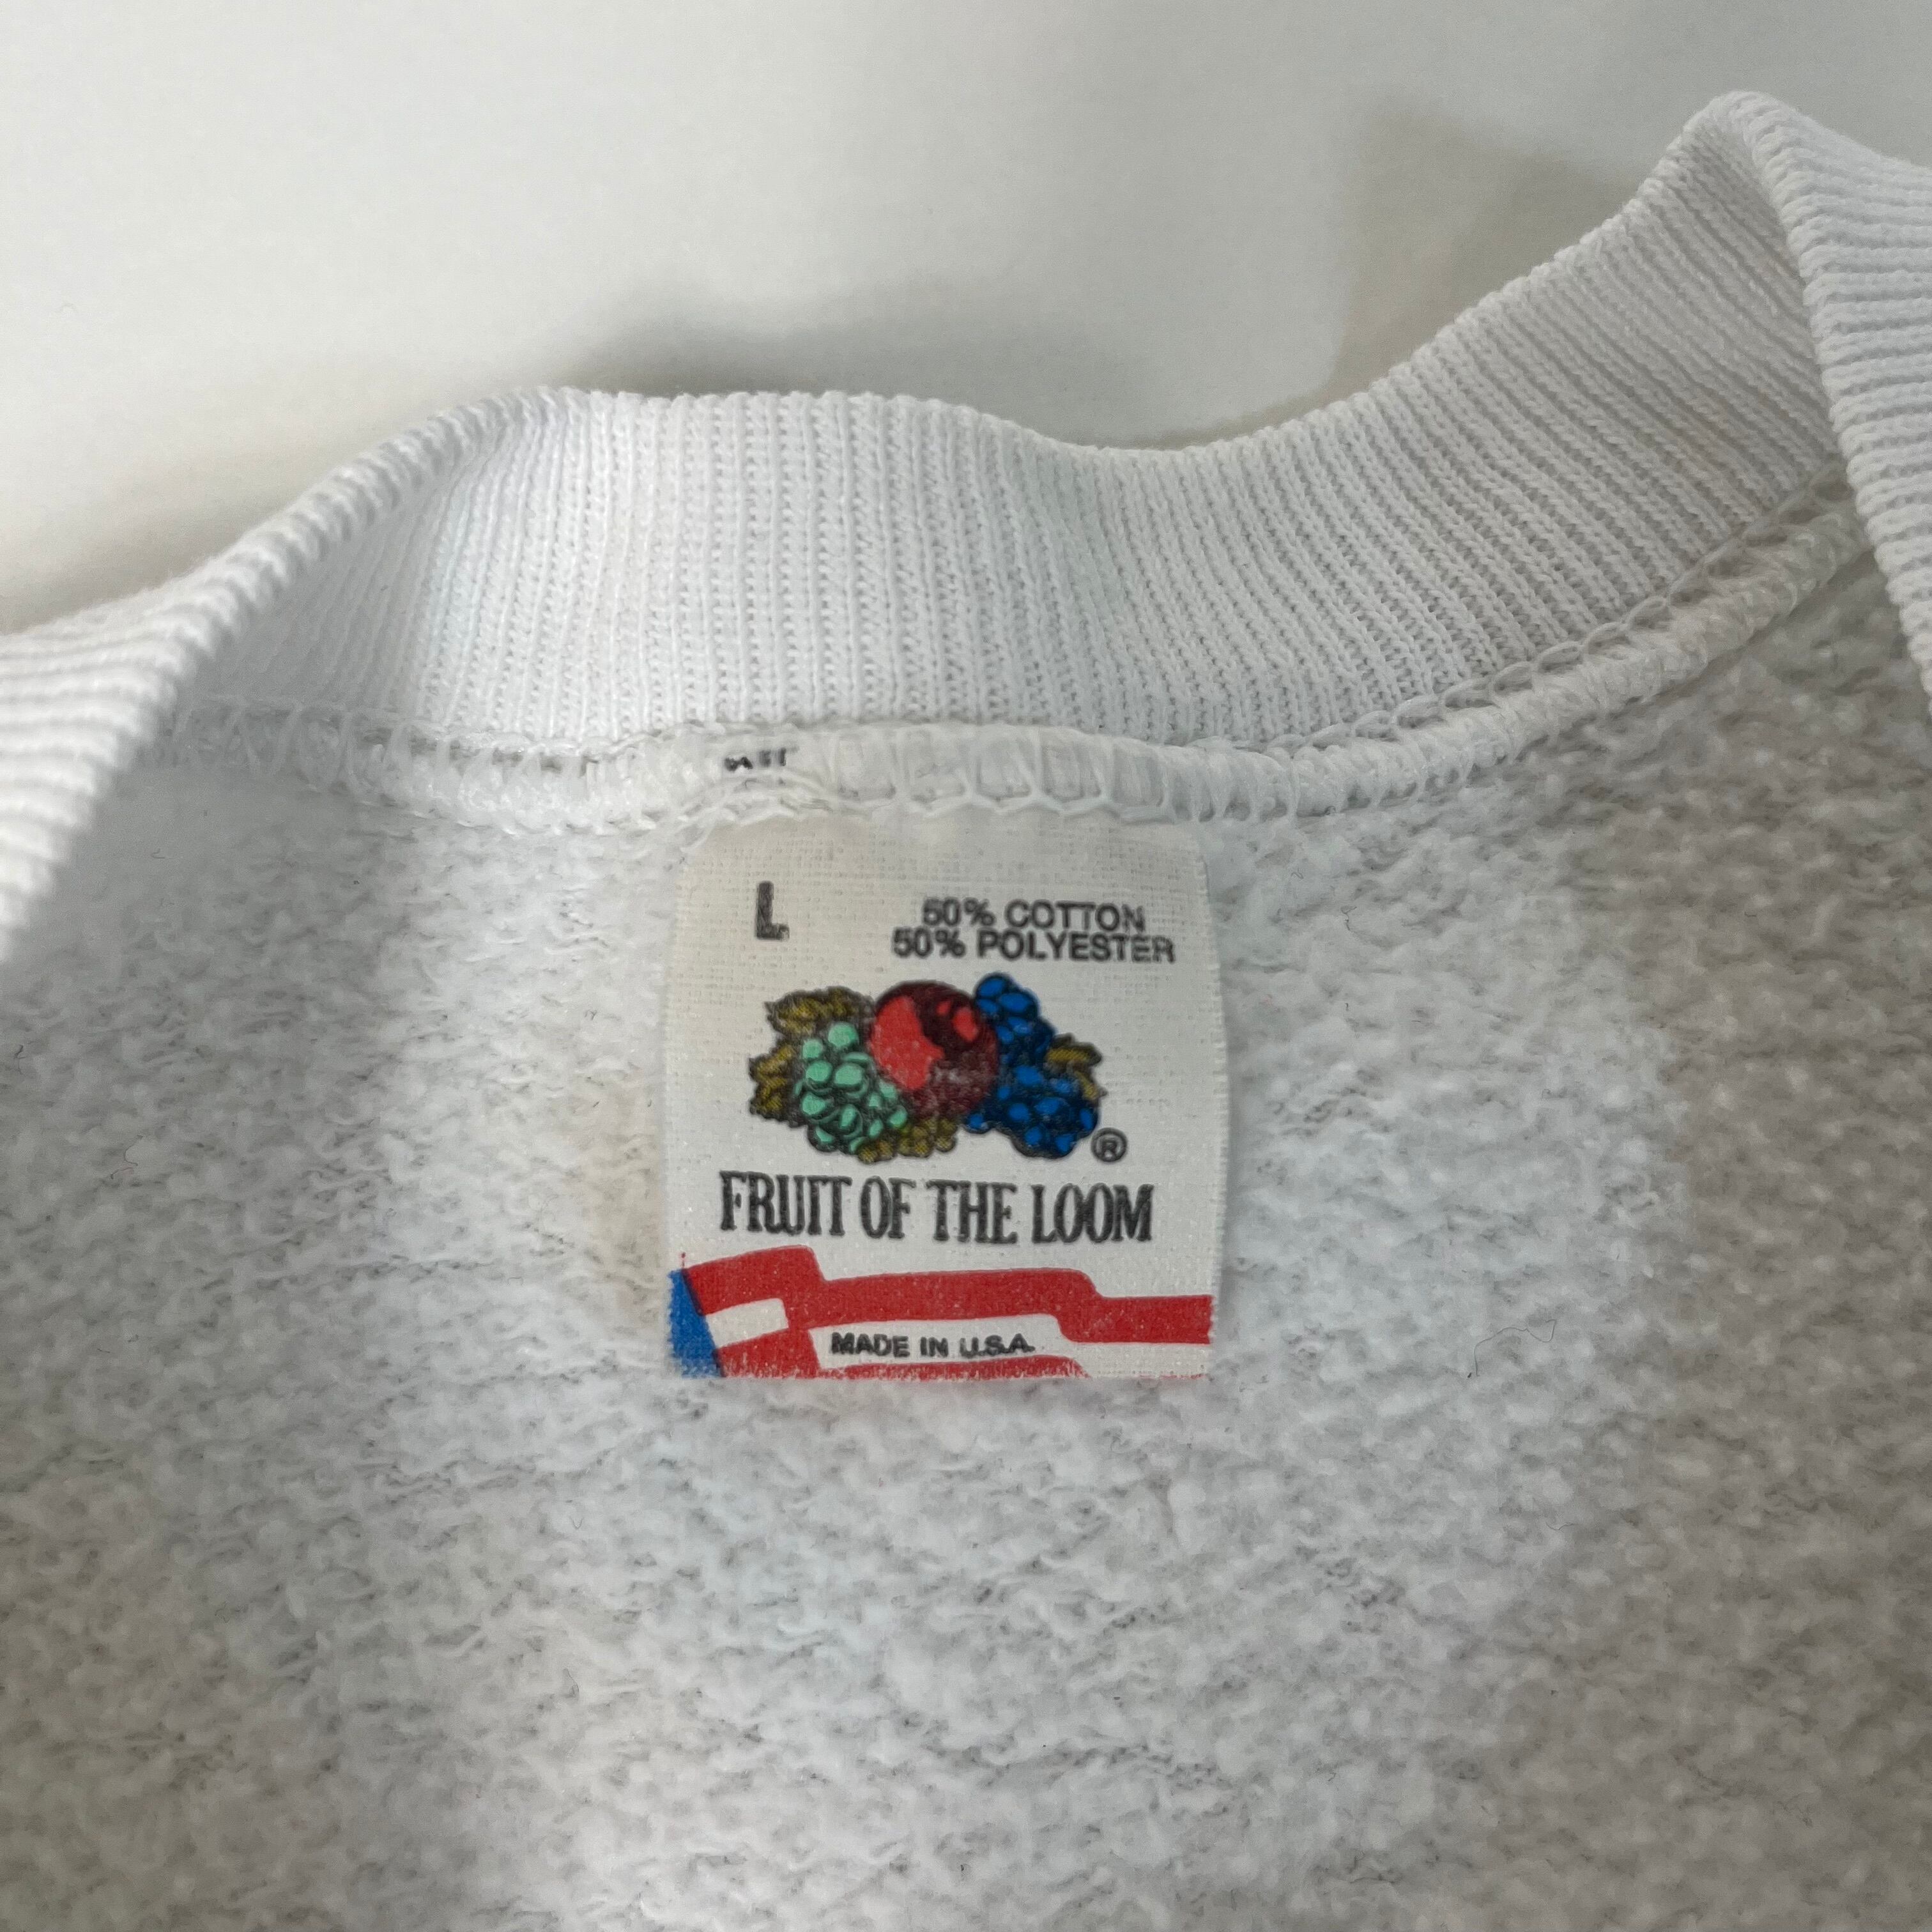 L
50% COTTON
50% POLYESTER
®
FRUIT OF THE LOOM
MADE IN U.S.A.